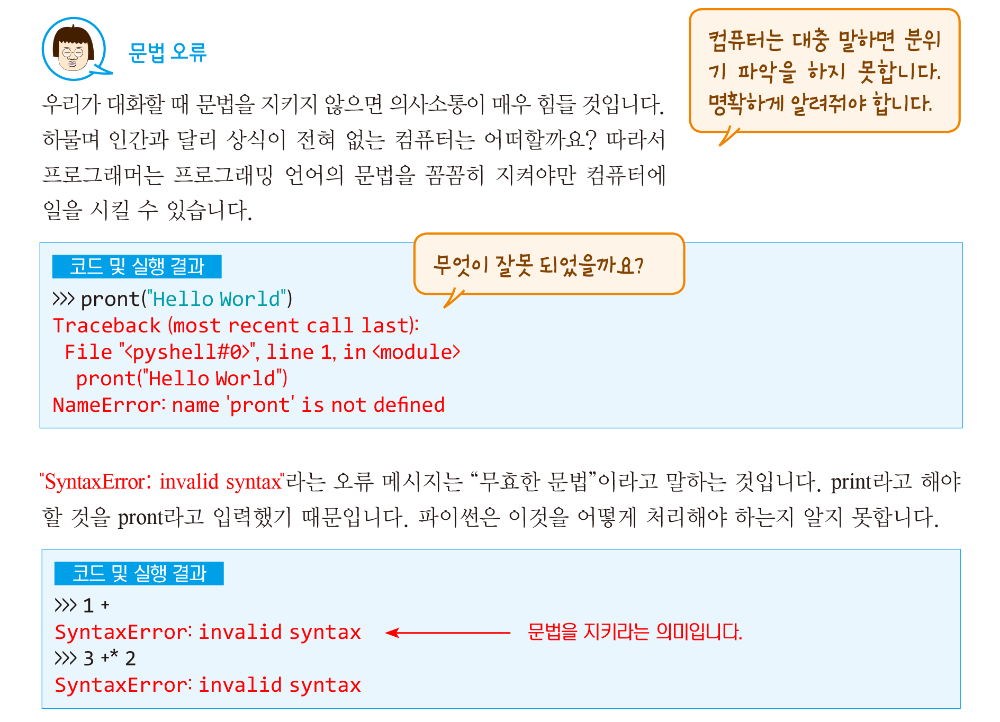 문법 오류
컴퓨터는 대충 말하면 분위
기 파악을 하지 못합니다.
명확하게 알려줘야 합니다.
우리가 대화할 때 문법을 지키지 않으면 의사소통이 매우 힘들 것입니다.
하물며 인간과 달리 상식이 전혀 없는 컴퓨터는 어떠할까요? 따라서
프로그래머는 프로그래밍 언어의 문법을 꼼꼼히 지켜야만 컴퓨터에
일을 시킬 수 있습니다.
무엇이 잘못 되었을까요?
코드 및 실행 결과
>>> pront("Hello World")
Traceback (most recent call last):
File "<pyshell#0>", line 1, in <module>
pront("Hello World")
NameError: name 'pront' is not defined
"SyntaxError: invalid syntax"라는 오류 메시지는 “무효한 문법”이라고 말하는 것입니다. print라고 해야
할 것을 pront라고 입력했기 때문입니다. 파이썬은 이것을 어떻게 처리해야 하는지 알지 못합니다.
코드 및 실행 결과
>>> 1 +
SyntaxError: invalid syntax 문법을 지키라는 의미입니다.
>>> 3 +* 2
SyntaxError: invalid syntax